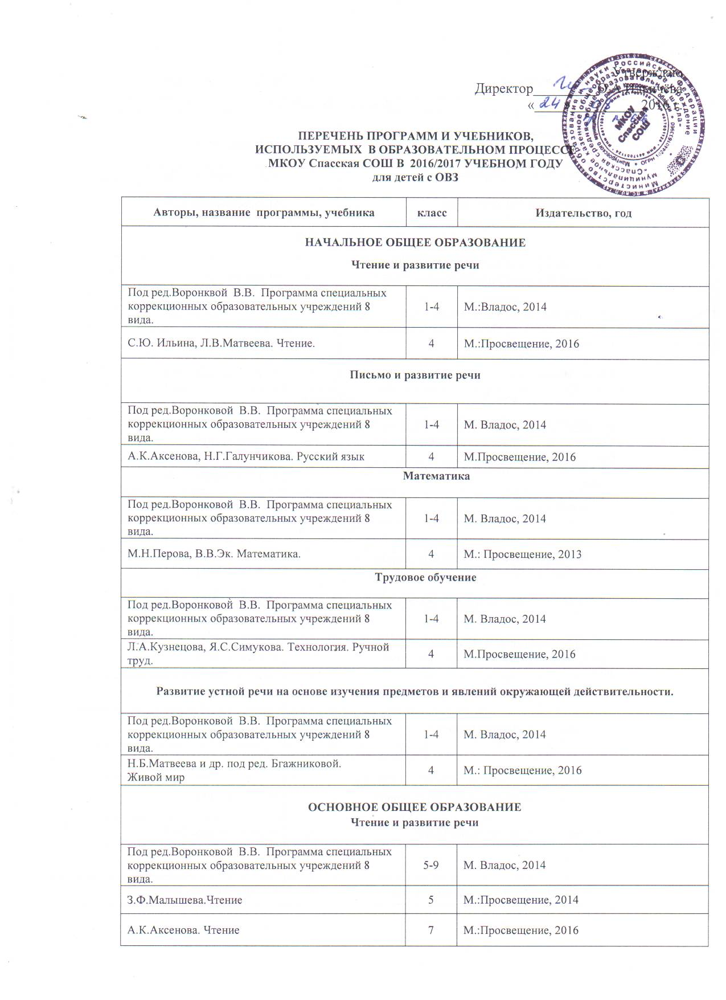 Утверждаю
Директор О.А.Ильичёва
« 24 » 2016 г.
ПЕРЕЧЕНЬ ПРОГРАММ И УЧЕБНИКОВ,
ИСПОЛЬЗУЕМЫХ В ОБРАЗОВАТЕЛЬНОМ ПРОЦЕССЕ
МКОУ Спасская СОШ В 2016/2017 УЧЕБНОМ ГОДУ
для детей с ОВЗ
МКОУ
Спасская
СОШ
Авторы, название программы, учебника класс Издательство, год
НАЧАЛЬНОЕ ОБЩЕЕ ОБРАЗОВАНИЕ
Чтение и развитие речи
Под ред.Воронквой В.В. Программа специальных
коррекционных образовательных учреждений 8 1-4 М.:Владос, 2014
вида.
С.Ю. Ильина, Л.В.Матвеева. Чтение. 4 М.:Просвещение, 2016
Письмо и развитие речи
Под ред.Воронковой В.В. Программа специальных
коррекционных образовательных учреждений 8 1-4 М. Владос, 2014
вида.
А.К.Аксенова, Н.Г.Галунчикова. Русский язык 4 М.Просвещение, 2016
Математика
Под ред.Воронковой В.В. Программа специальных
коррекционных образовательных учреждений 8 1-4 М. Владос, 2014
вида.
М.Н.Перова, В.В.Эк. Математика. 4 М.: Просвещение, 2013
Трудовое обучение
Под ред.Воронковой В.В. Программа специальных
коррекционных образовательных учреждений 8 1-4 М. Владос, 2014
вида.
Л.А.Кузнецова, Я.С.Симукова. Технология. Ручной
труд. 4 М.Просвещение, 2016
Развитие устной речи на основе изучения предметов и явлений окружающей действительности.
Под ред.Воронковой В.В. Программа специальных
коррекционных образовательных учреждений 8 1-4 М. Владос, 2014
вида.
Н.Б.Матвеева и др. под ред. Бгажниковой.
Живой мир 4 М.: Просвещение, 2016
ОСНОВНОЕ ОБЩЕЕ ОБРАЗОВАНИЕ
Чтение и развитие речи
Под ред.Воронковой В.В. Программа специальных
коррекционных образовательных учреждений 8 5-9 М. Владос, 2014
вида.
З.Ф.Малышева.Чтение 5 М.:Просвещение, 2014
А.К.Аксенова. Чтение 7 М.:Просвещение, 2016